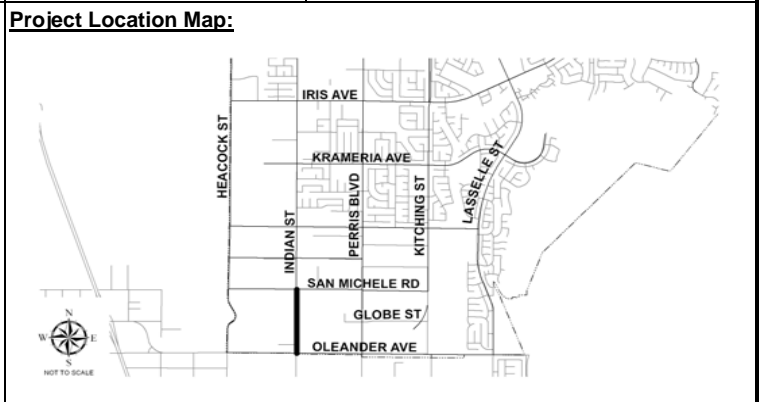 Project Location Map:
IRIS AVE
HEACOCK ST
KRAMERIA AVE
LASSELLE ST
PERRIS BLVD
KITCHING ST
INDIAN ST
SAN MICHELE RD
GLOBE ST
OLEANDER AVE
N
W E
S
NOT TO SCALE